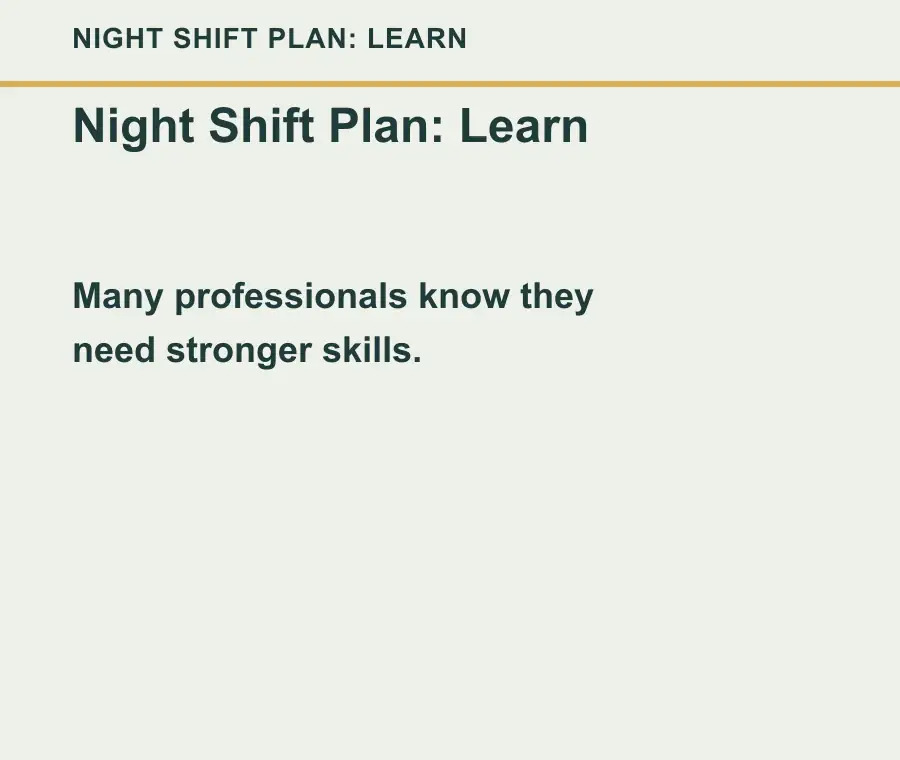 NIGHT SHIFT PLAN: LEARN
Night Shift Plan: Learn
Many professionals know they
need stronger skills.